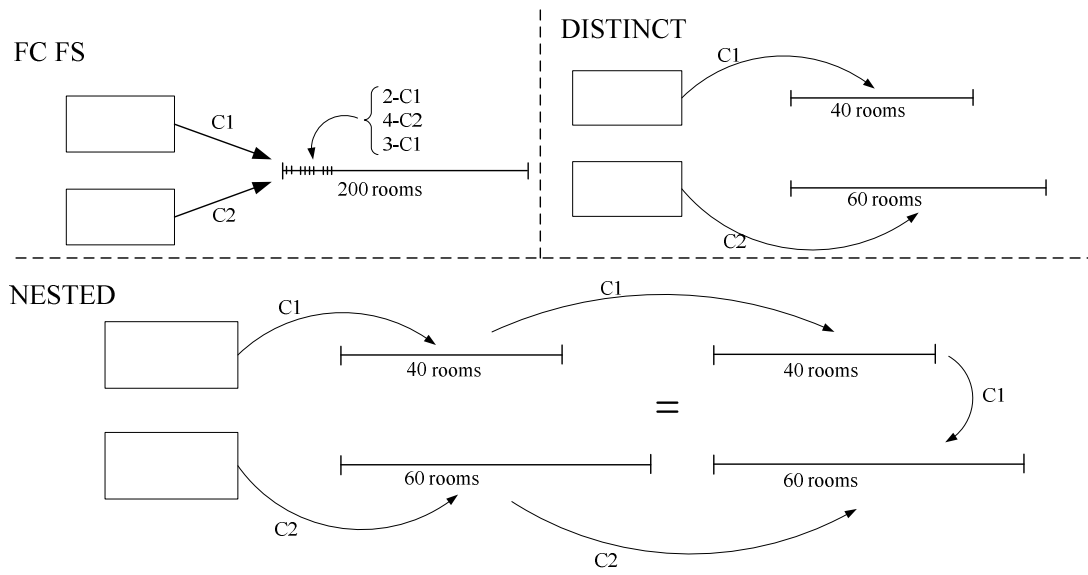 FC FS
C1
C2
2-C1
4-C2
3-C1
200 rooms
DISTINCT
C1
40 rooms
60 rooms
C2
NESTED
C1
C1
40 rooms
40 rooms
C1
=
60 rooms
60 rooms
C2
C2